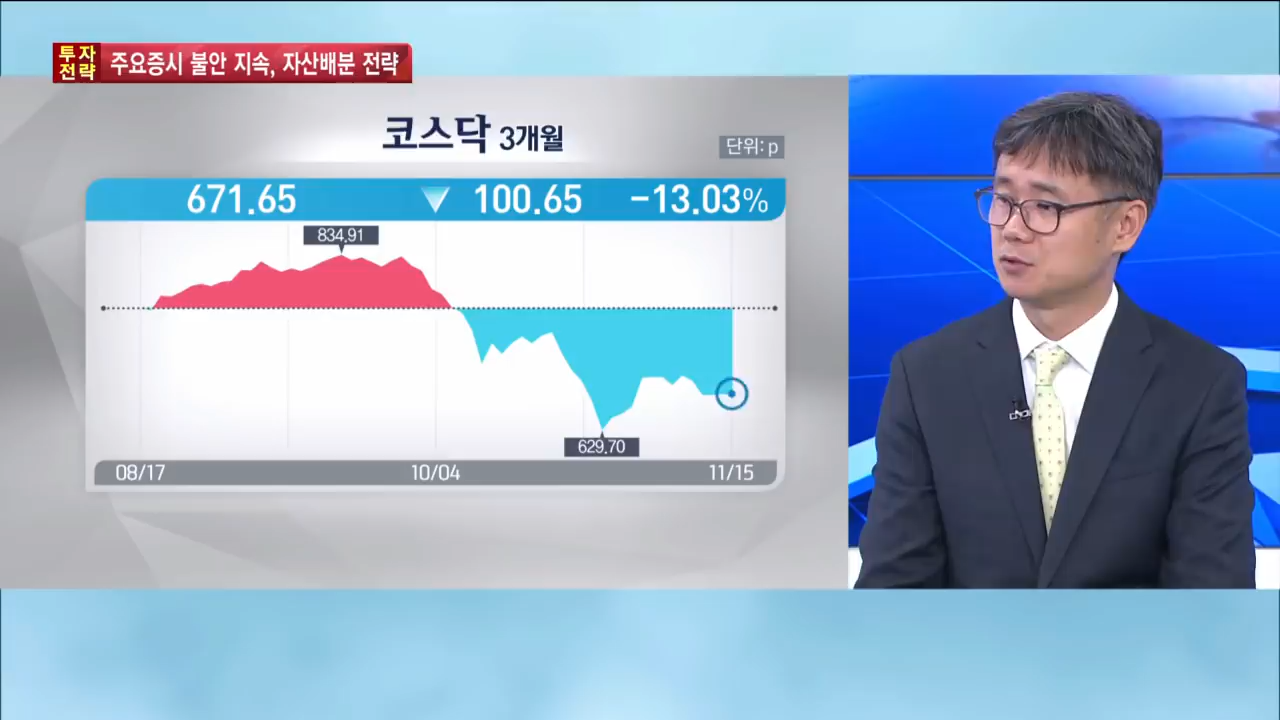 투자
전략
주요증시 불안 지속, 자산배분 전략
코스닥 3개월
단위:p
671.65 ▼ 100.65 -13.03%
834.91
629.70
08/17 10/04 11/15